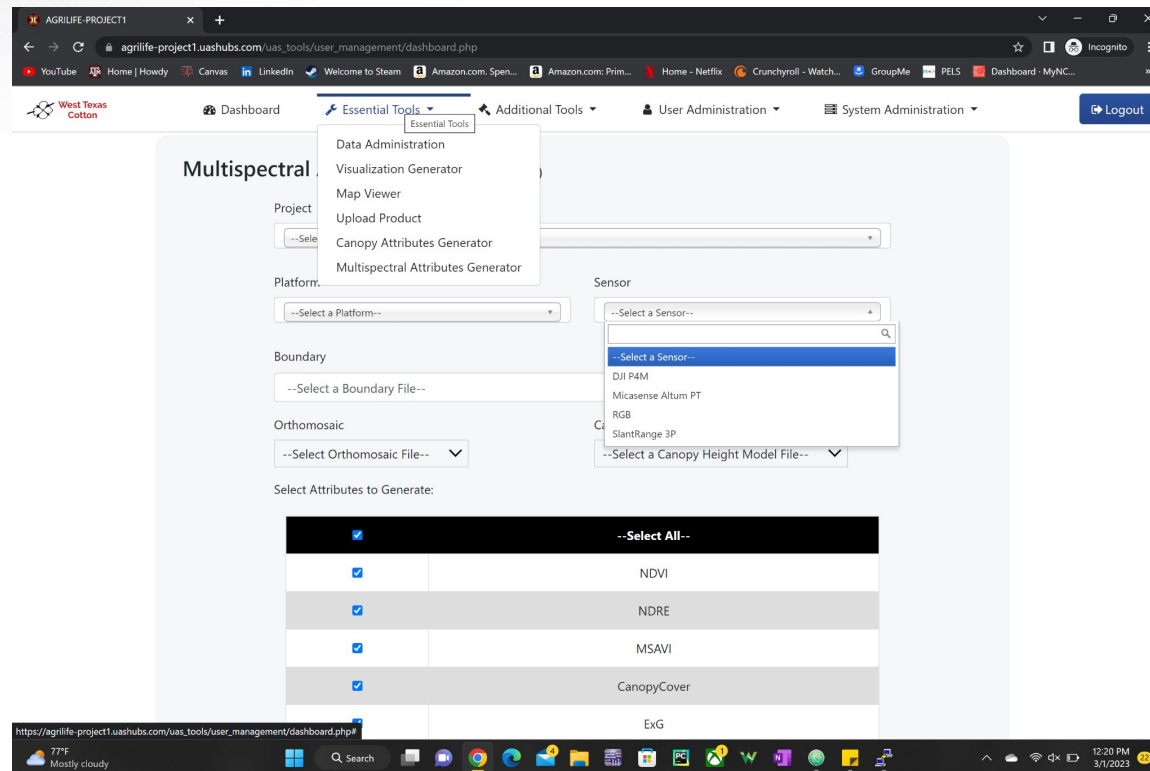 AGRILIFE-PROJECT1
agrilife-project1.uashubs.com/uas_tools/user_management/dashboard.php
Incognito
YouTube Home | Howdy Canvas LinkedIn Welcome to Steam Amazon.com. Spen... Amazon.com: Prim... Home - Netflix Crunchyroll - Watch... GroupMe PELS Dashboard · MyNC...
West Texas
Cotton
Dashboard Essential Tools Additional Tools User Administration System Administration Logout
Essential Tools
Data Administration
Visualization Generator
Map Viewer
Upload Product
Canopy Attributes Generator
Multispectral Attributes Generator
Multispectral
Project
--Sele
Platform Sensor
--Select a Platform-- --Select a Sensor--
--Select a Sensor--
DJI P4M
Micasense Altum PT
RGB
SlantRange 3P
Boundary
--Select a Boundary File--
Orthomosaic Ca
--Select Orthomosaic File-- --Select a Canopy Height Model File--
Select Attributes to Generate:
--Select All--
NDVI
NDRE
MSAVI
CanopyCover
ExG
https://agrilife-project1.uashubs.com/uas_tools/user_management/dashboard.php#
77°F
Mostly cloudy
Search
4
1
12:20 PM
3/1/2023
22